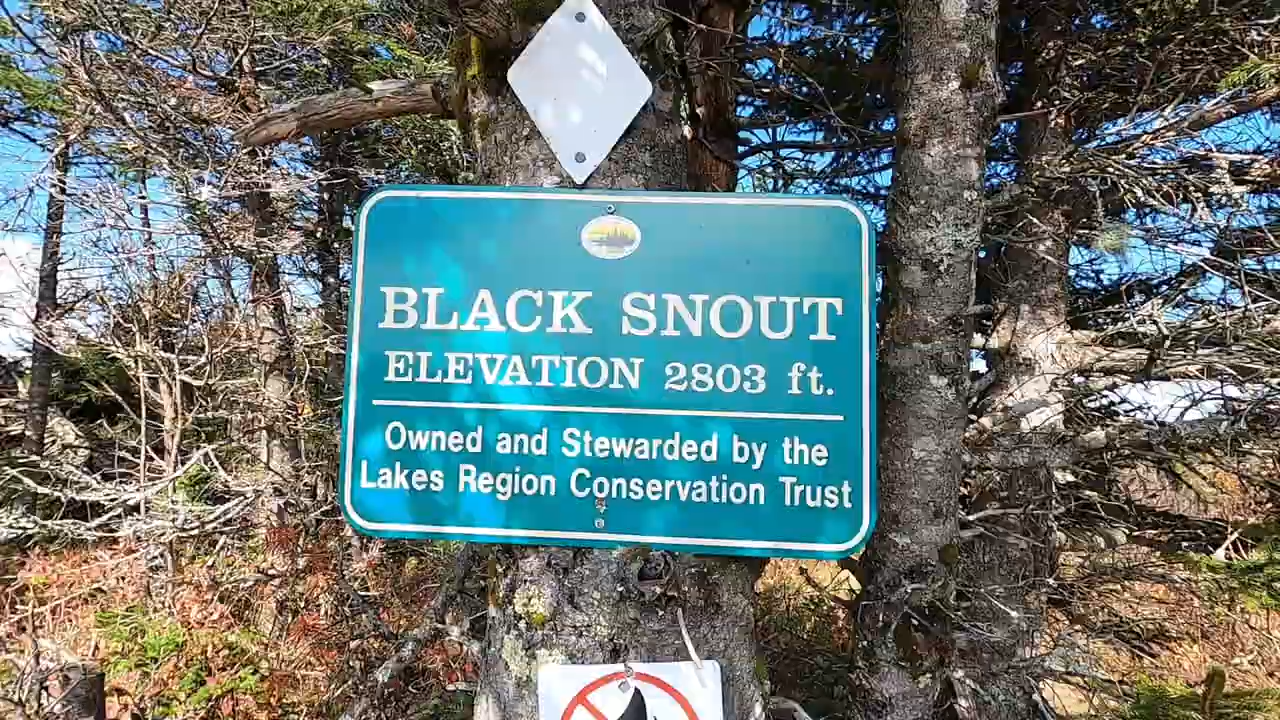 BLACK SNOUT
ELEVATION 2803 ft.
Owned and Stewarded by the
Lakes Region Conservation Trust